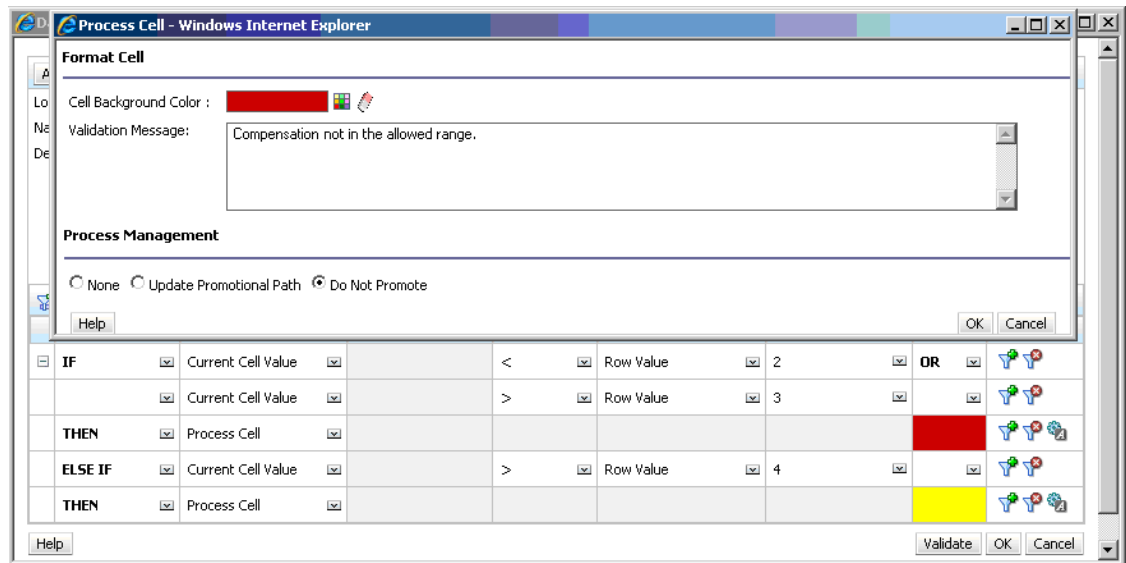 D
Process Cell - Windows Internet Explorer
Format Cell
A
Lo
Cell Background Color :
Na
Validation Message:
Compensation not in the allowed range.
De
Process Management
None Update Promotional Path Do Not Promote
Help OK Cancel
IF Current Cell Value < Row Value 2 OR
Current Cell Value > Row Value 3
THEN Process Cell
ELSE IF Current Cell Value > Row Value 4
THEN Process Cell
Help Validate OK Cancel